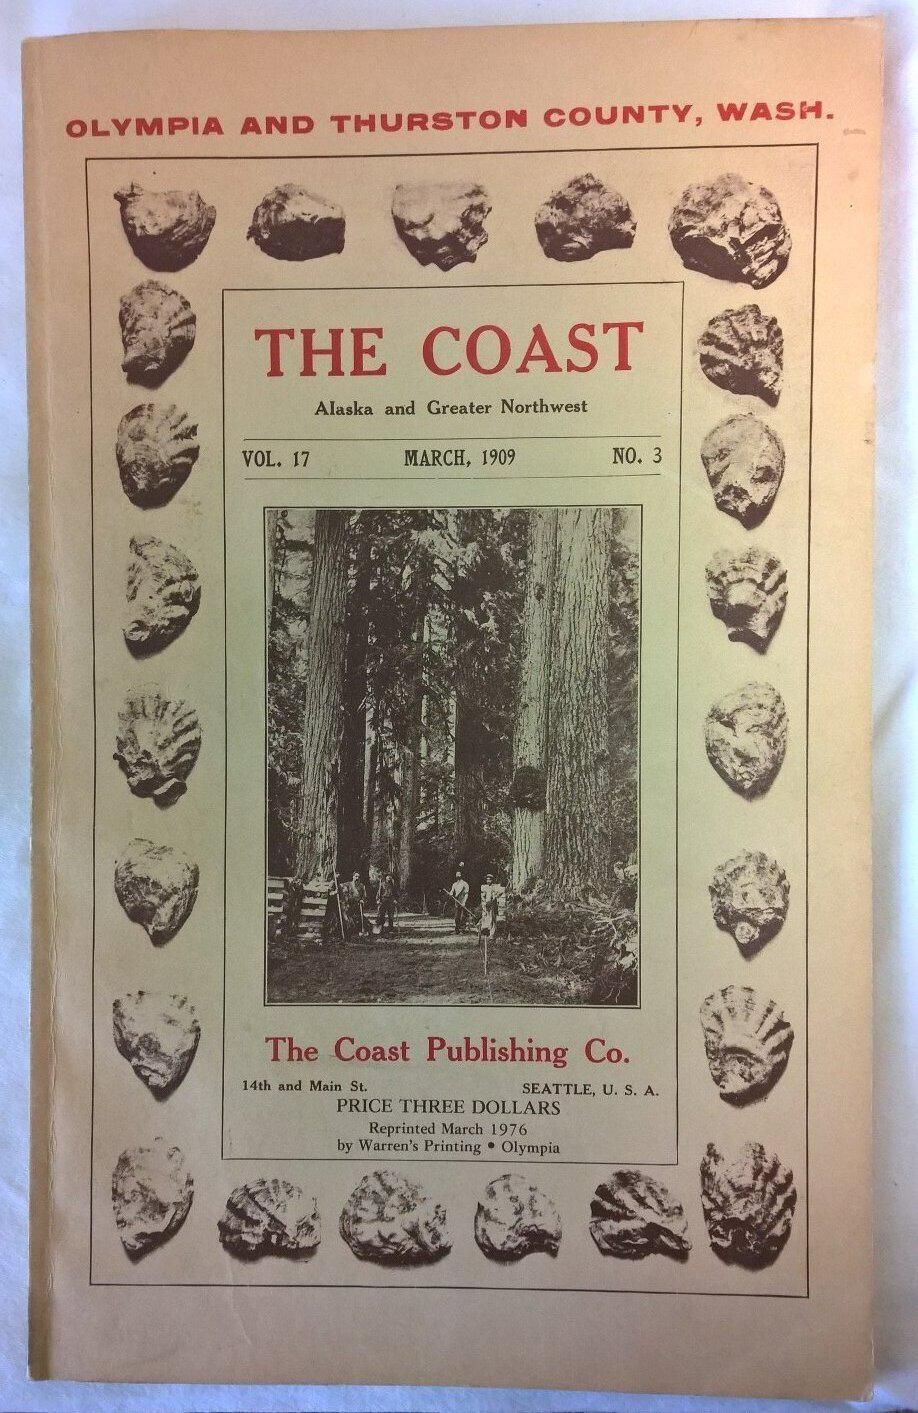 OLYMPIA AND THURSTON COUNTY, WASH.
THE COAST
Alaska and Greater Northwest
VOL. 17 MARCH, 1909 NO. 3
The Coast Publishing Co.
14th and Main St. SEATTLE, U. S. A.
PRICE THREE DOLLARS
Reprinted March 1976
by Warren's Printing • Olympia